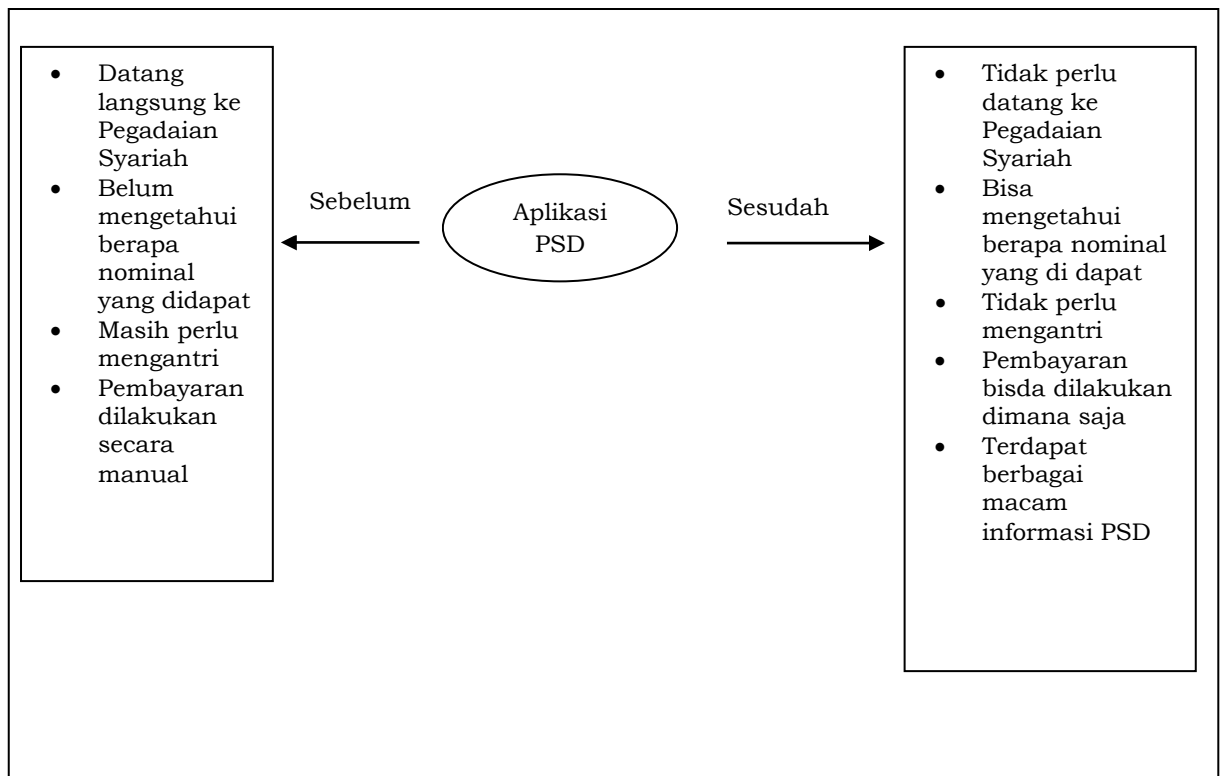 • Datang
langsung ke
Pegadaian
Syariah
• Belum
mengetahui
berapa
nominal
yang didapat
• Masih perlu
mengantri
• Pembayaran
dilakukan
secara
manual
Sebelum
Aplikasi
PSD
Sesudah
• Tidak perlu
datang ke
Pegadaian
Syariah
• Bisa
mengetahui
berapa nominal
yang di dapat
• Tidak perlu
mengantri
• Pembayaran
bisda dilakukan
dimana saja
• Terdapat
berbagai
macam
informasi PSD